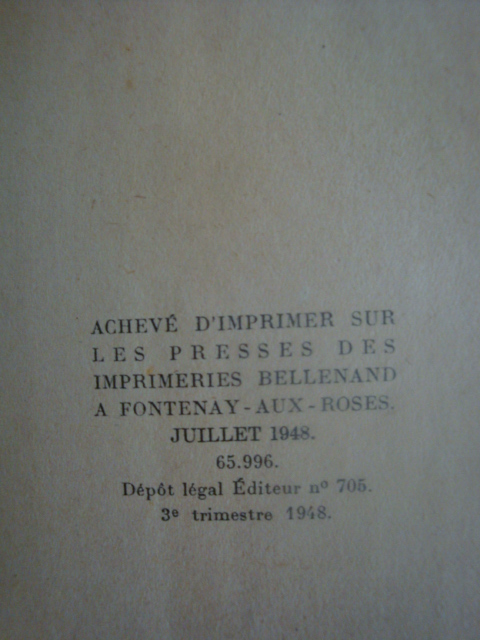 ACHEVÉ D'IMPRIMER SUR
LES PRESSES DES
IMPRIMERIES BELLENAND
A FONTENAY-AUX-ROSES.
JUILLET 1948.
65.996.
Dépôt légal Éditeur nº 705.
3e trimestre 1948.